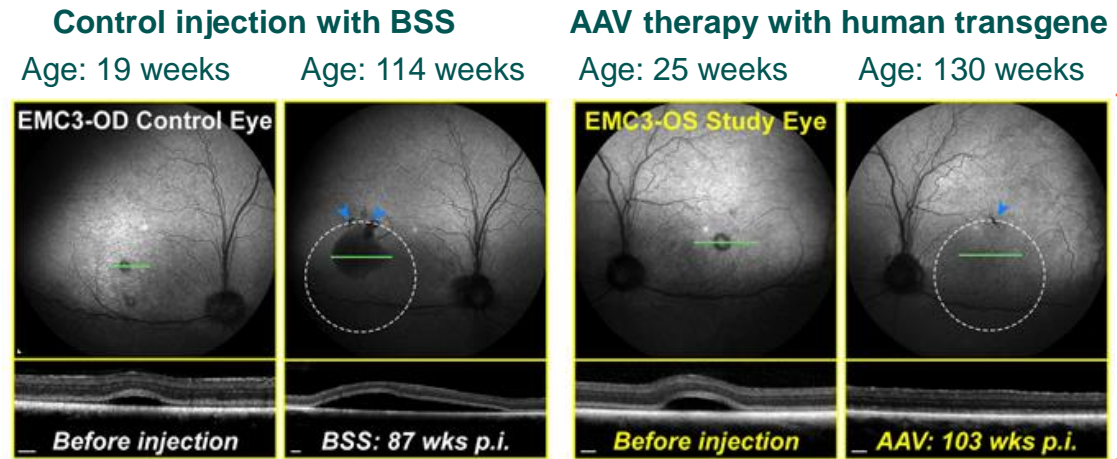 Control injection with BSS
AAV therapy with human transgene
Age: 19 weeks
Age: 114 weeks
Age: 25 weeks
Age: 130 weeks
EMC3-OD Control Eye
EMC3-OS Study Eye
Before injection
BSS: 87 wks p.i.
Before injection
AAV: 103 wks p.i.